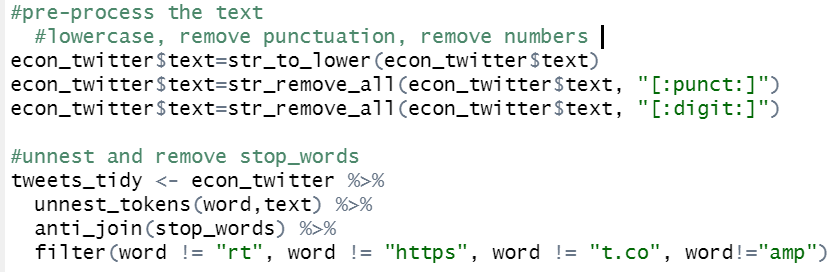 #pre-process the text
#lowercase, remove punctuation, remove numbers
econ_twitter$text=str_to_lower(econ_twitter$text)
econ_twitter$text=str_remove_all(econ_twitter$text, "[:punct:]")
econ_twitter$text=str_remove_all(econ_twitter$text, "[:digit:]")
#unnest and remove stop_words
tweets_tidy <- econ_twitter %>%
unnest_tokens(word,text) %>%
anti_join(stop_words) %>%
filter(word != "rt", word != "https", word != "t.co", word!="amp")